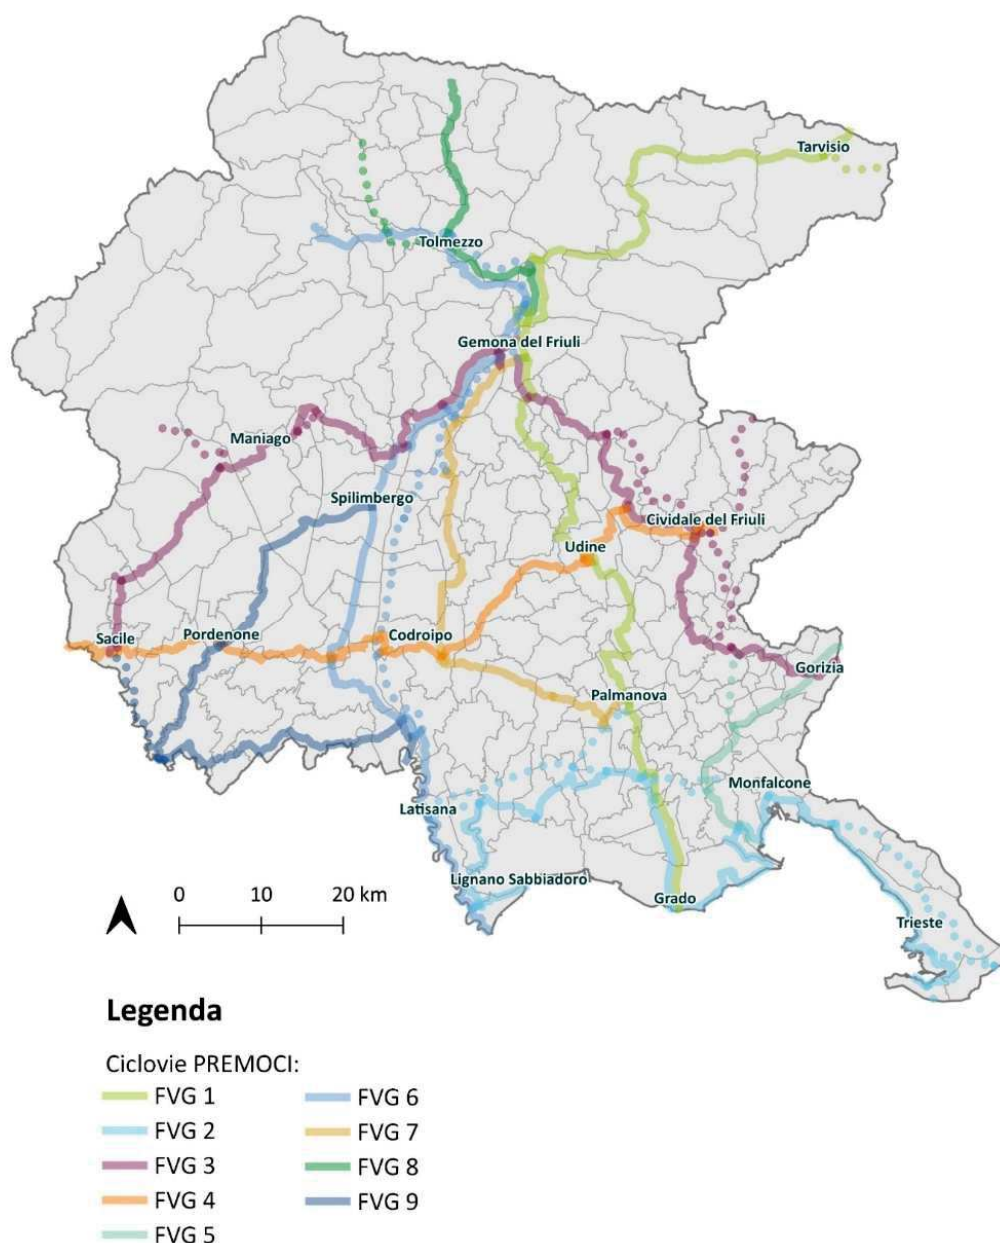 Tarvisio
Tolmezzo
Gemona del Friuli
Maniago
Spilimbergo
Cividale del Friuli
Udine
Sacile
Pordenone
Codroipo
Gorizia
Palmanova
Monfalcone
Latisana
Lignano Sabbiadoro
Grado
Trieste
0 10 20 km
Legenda
Ciclovie PREMOCI:
FVG 1
FVG 2
FVG 3
FVG 4
FVG 5
FVG 6
FVG 7
FVG 8
FVG 9